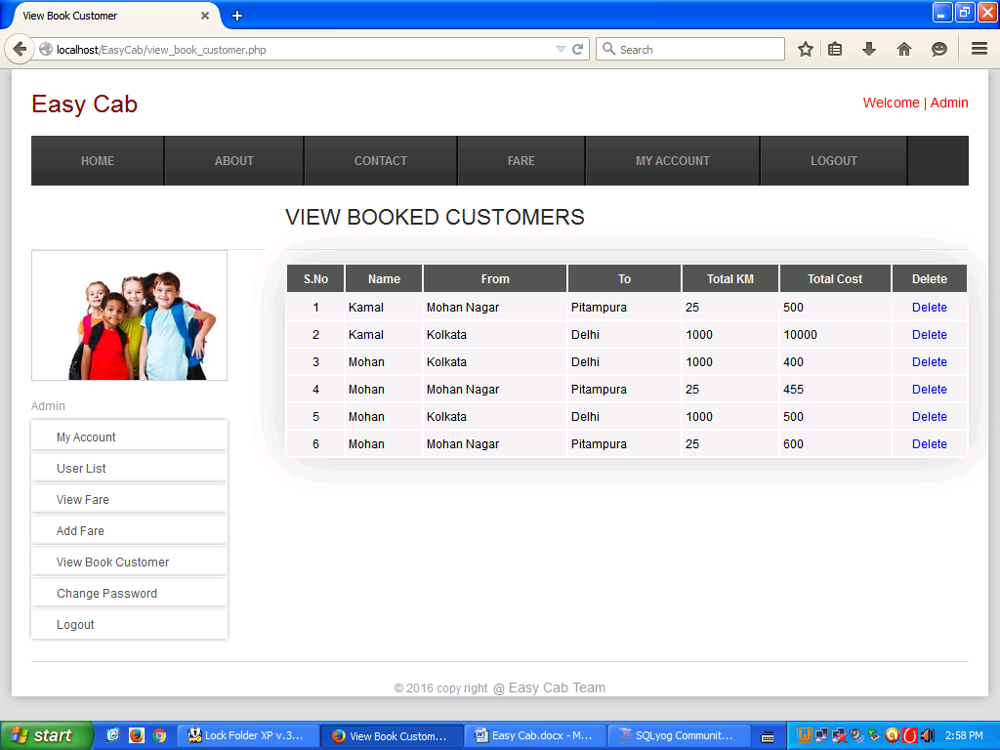 View Book Customer
localhost/EasyCab/view_book_customer.php
Search
Easy Cab
Welcome | Admin
HOME ABOUT CONTACT FARE MY ACCOUNT LOGOUT
VIEW BOOKED CUSTOMERS
S.No Name From To Total KM Total Cost Delete
1 Kamal Mohan Nagar Pitampura 25 500 Delete
2 Kamal Kolkata Delhi 1000 10000 Delete
3 Mohan Kolkata Delhi 1000 400 Delete
4 Mohan Mohan Nagar Pitampura 25 455 Delete
5 Mohan Kolkata Delhi 1000 500 Delete
6 Mohan Mohan Nagar Pitampura 25 600 Delete
Admin
My Account
User List
View Fare
Add Fare
View Book Customer
Change Password
Logout
© 2016 copy right @ Easy Cab Team
start Lock Folder XP v.3... View Book Custom... Easy Cab.docx - M... SQLyog Communit... 2:58 PM